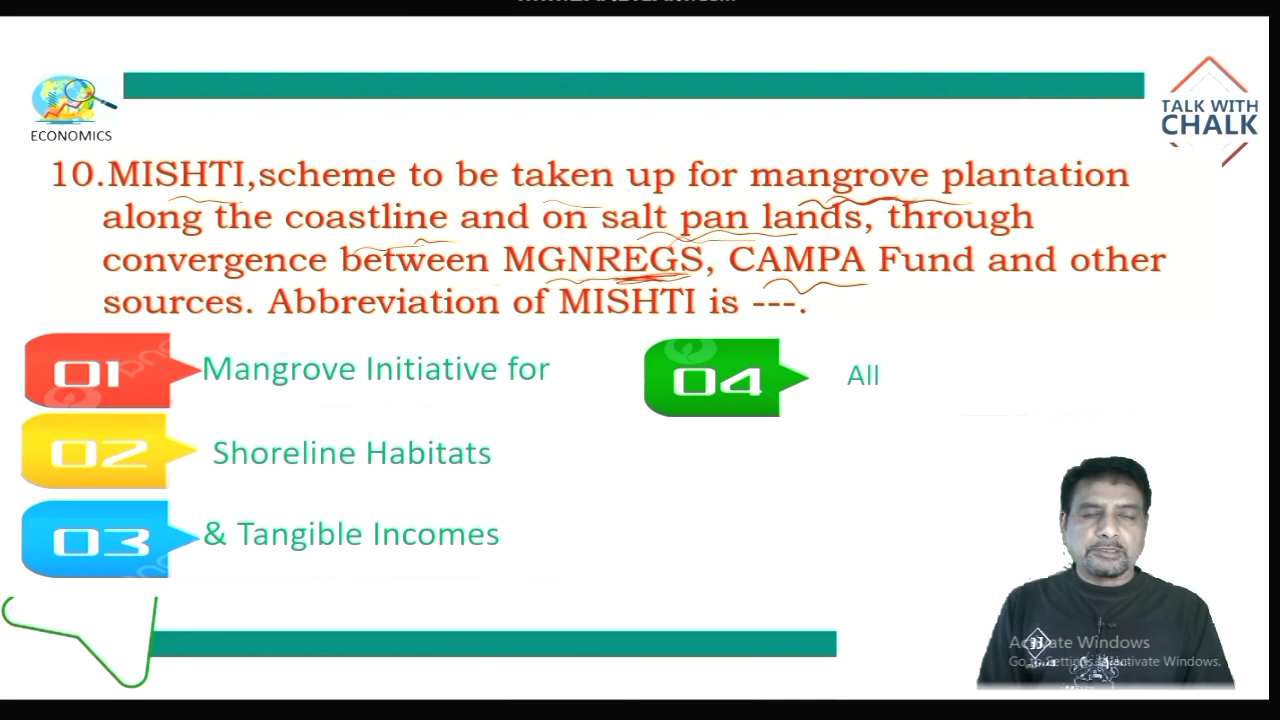 ECONOMICS
TALK WITH
CHALK
10.MISHTI,scheme to be taken up for mangrove plantation
along the coastline and on salt pan lands, through
convergence between MGNREGS, CAMPA Fund and other
sources. Abbreviation of MISHTI is ---.
01 Mangrove Initiative for
04 All
02 Shoreline Habitats
03 & Tangible Incomes
Activate Windows